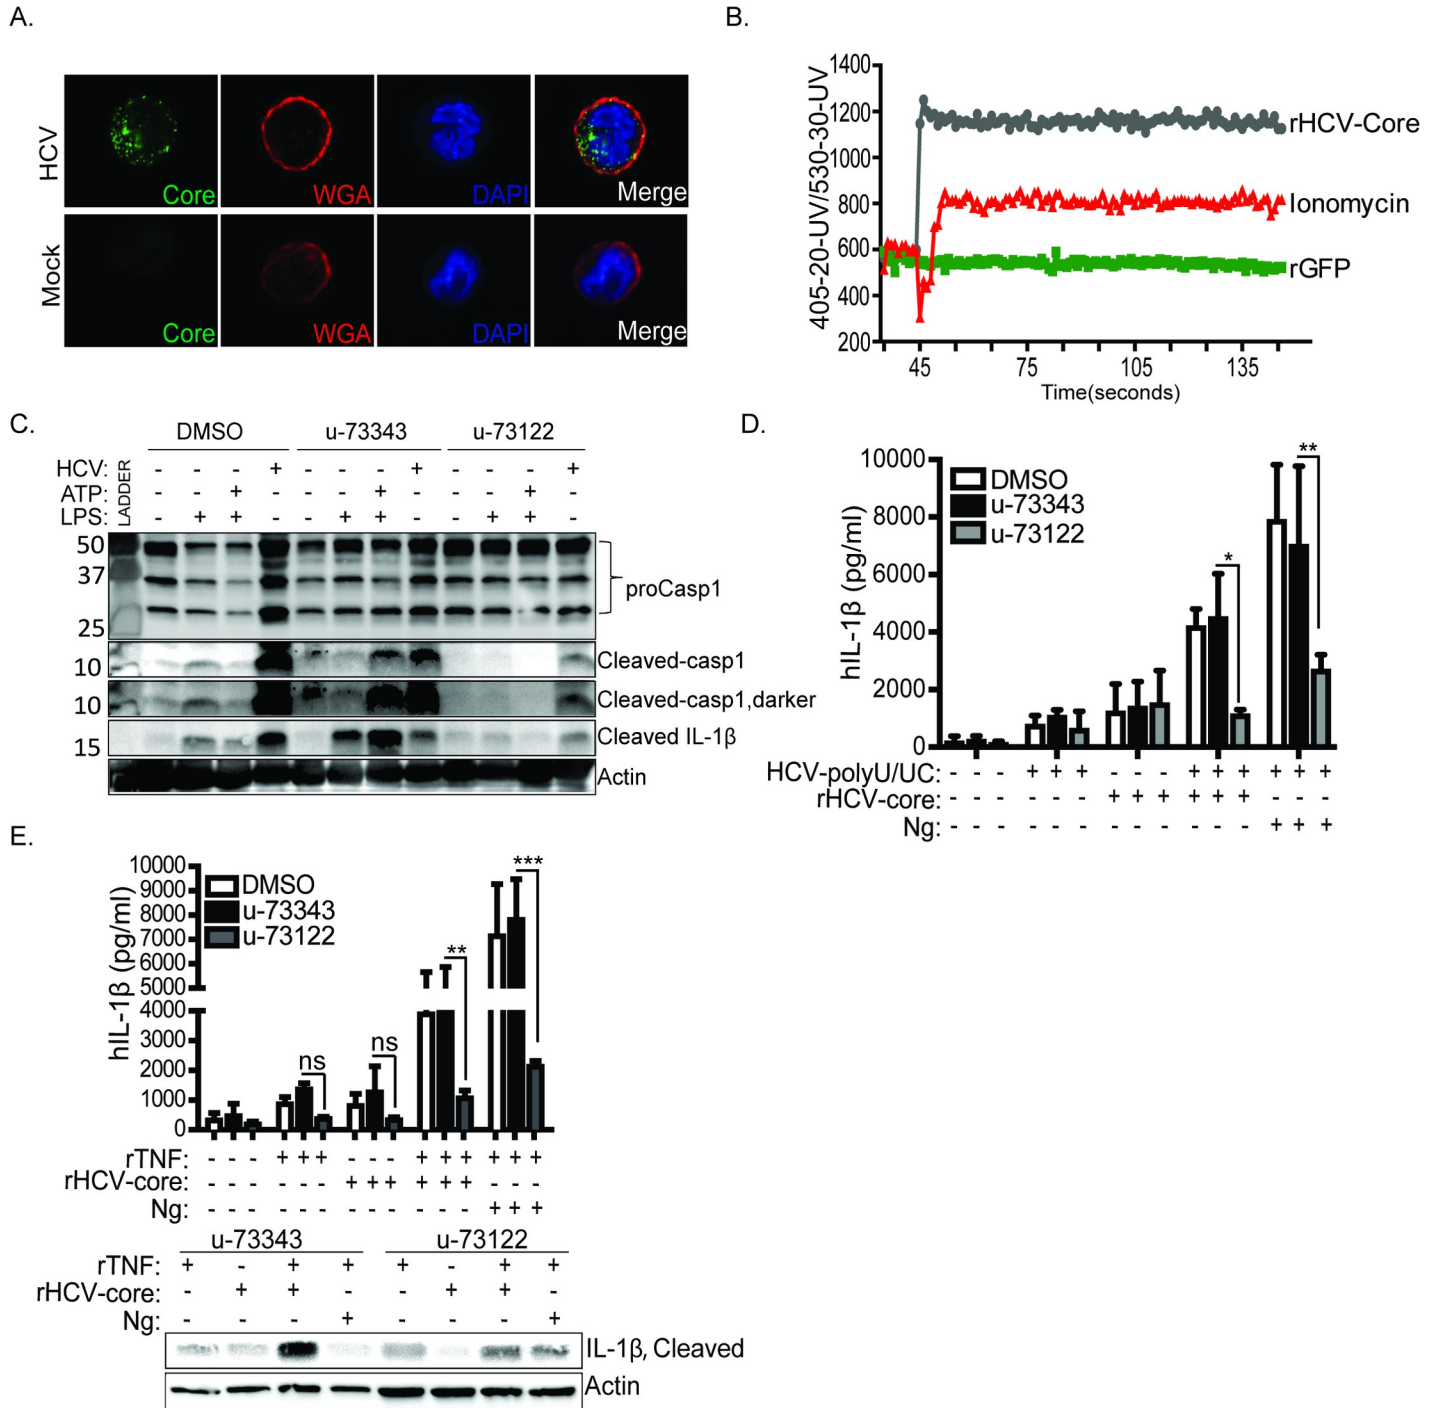 A.
HCV
Core
WGA
DAPI
Merge
Mock
Core
WGA
DAPI
Merge
B.
405-20-UV/530-30-UV
1400
1200
1000
800
600
400
200
rHCV-Core
Ionomycin
rGFP
45 75 105 135
Time(seconds)
C.
DMSO u-73343 u-73122
HCV: - - - + - - - + - - - +
ATP: - - + - - - + - - - + -
LPS: - + + - - + + - - + + -
LADDER
50
37
25
proCasp1
10
Cleaved-casp1
10
Cleaved-casp1,darker
15
Cleaved IL-1β
Actin
D.
hIL-1β (pg/ml)
10000
8000
6000
4000
2000
0
DMSO
u-73343
u-73122
*
**
HCV-polyU/UC: - - - + + + - - - + + + + + +
rHCV-core: - - - - - - + + + + + + - - -
Ng: - - - - - - - - - - - - + + +
E.
hIL-1β (pg/ml)
10000
9000
8000
7000
6000
5000
4000
3000
2000
1000
0
DMSO
u-73343
u-73122
ns
ns
**
***
rTNF: - - - + + + - - - + + + + + +
rHCV-core: - - - - - - + + + + + + - - -
Ng: - - - - - - - - - - - - + + +
u-73343 u-73122
rTNF: + - + + + - + +
rHCV-core: - + + - - + + -
Ng: - - - + - - - +
IL-1β, Cleaved
Actin